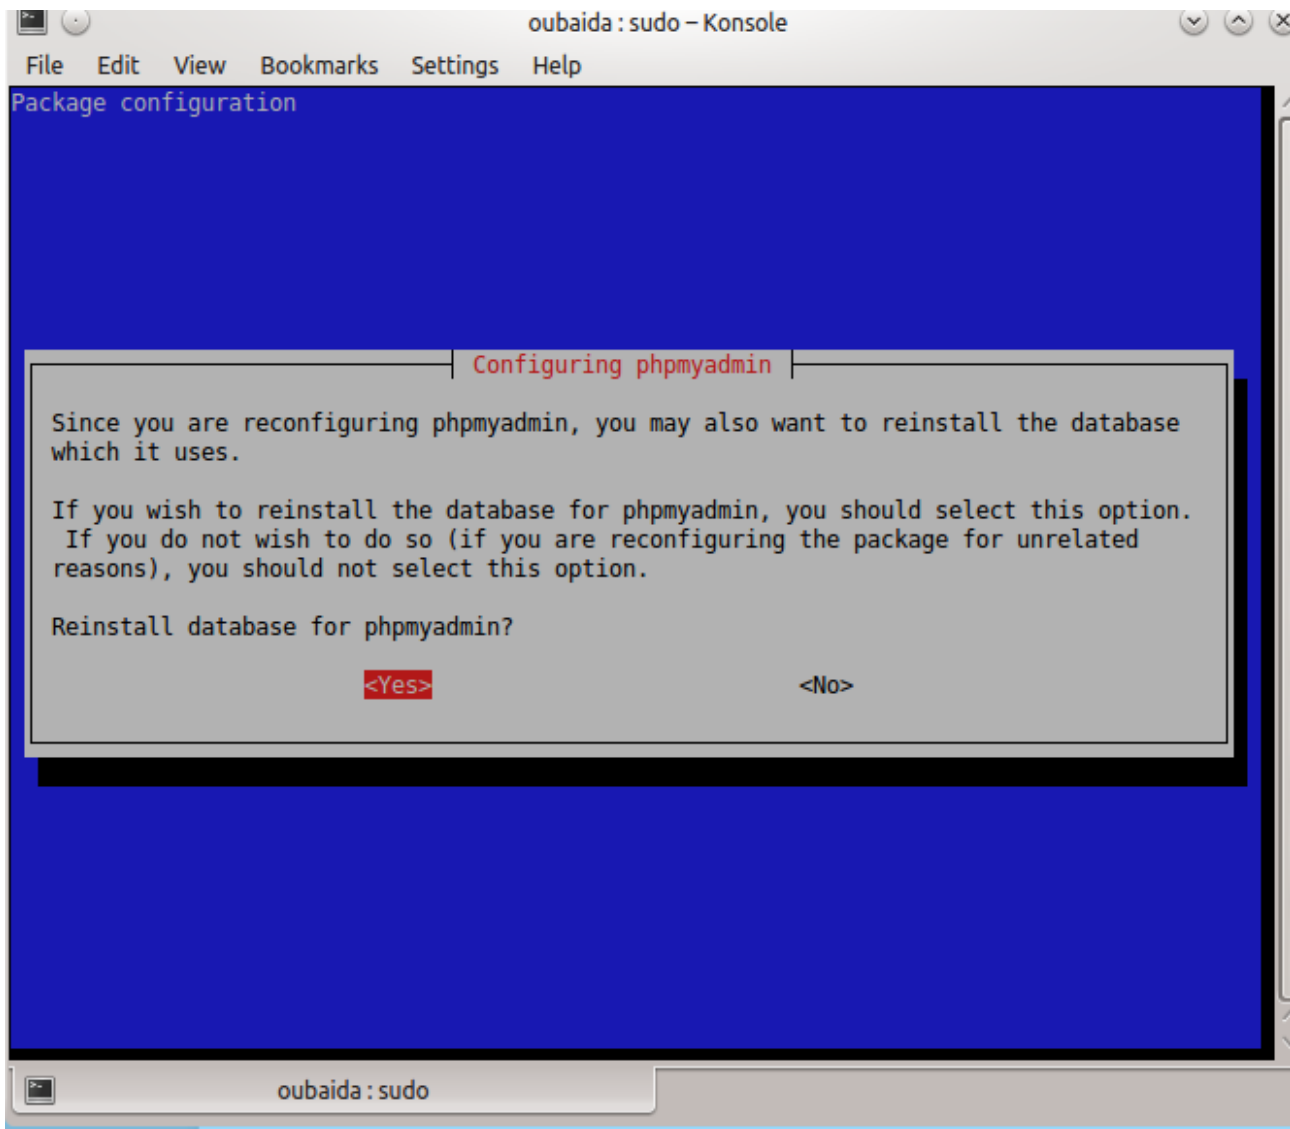 oubaida : sudo – Konsole
File Edit View Bookmarks Settings Help
Package configuration
Configuring phpmyadmin
Since you are reconfiguring phpmyadmin, you may also want to reinstall the database
which it uses.
If you wish to reinstall the database for phpmyadmin, you should select this option.
If you do not wish to do so (if you are reconfiguring the package for unrelated
reasons), you should not select this option.
Reinstall database for phpmyadmin?
<Yes> <No>
oubaida : sudo